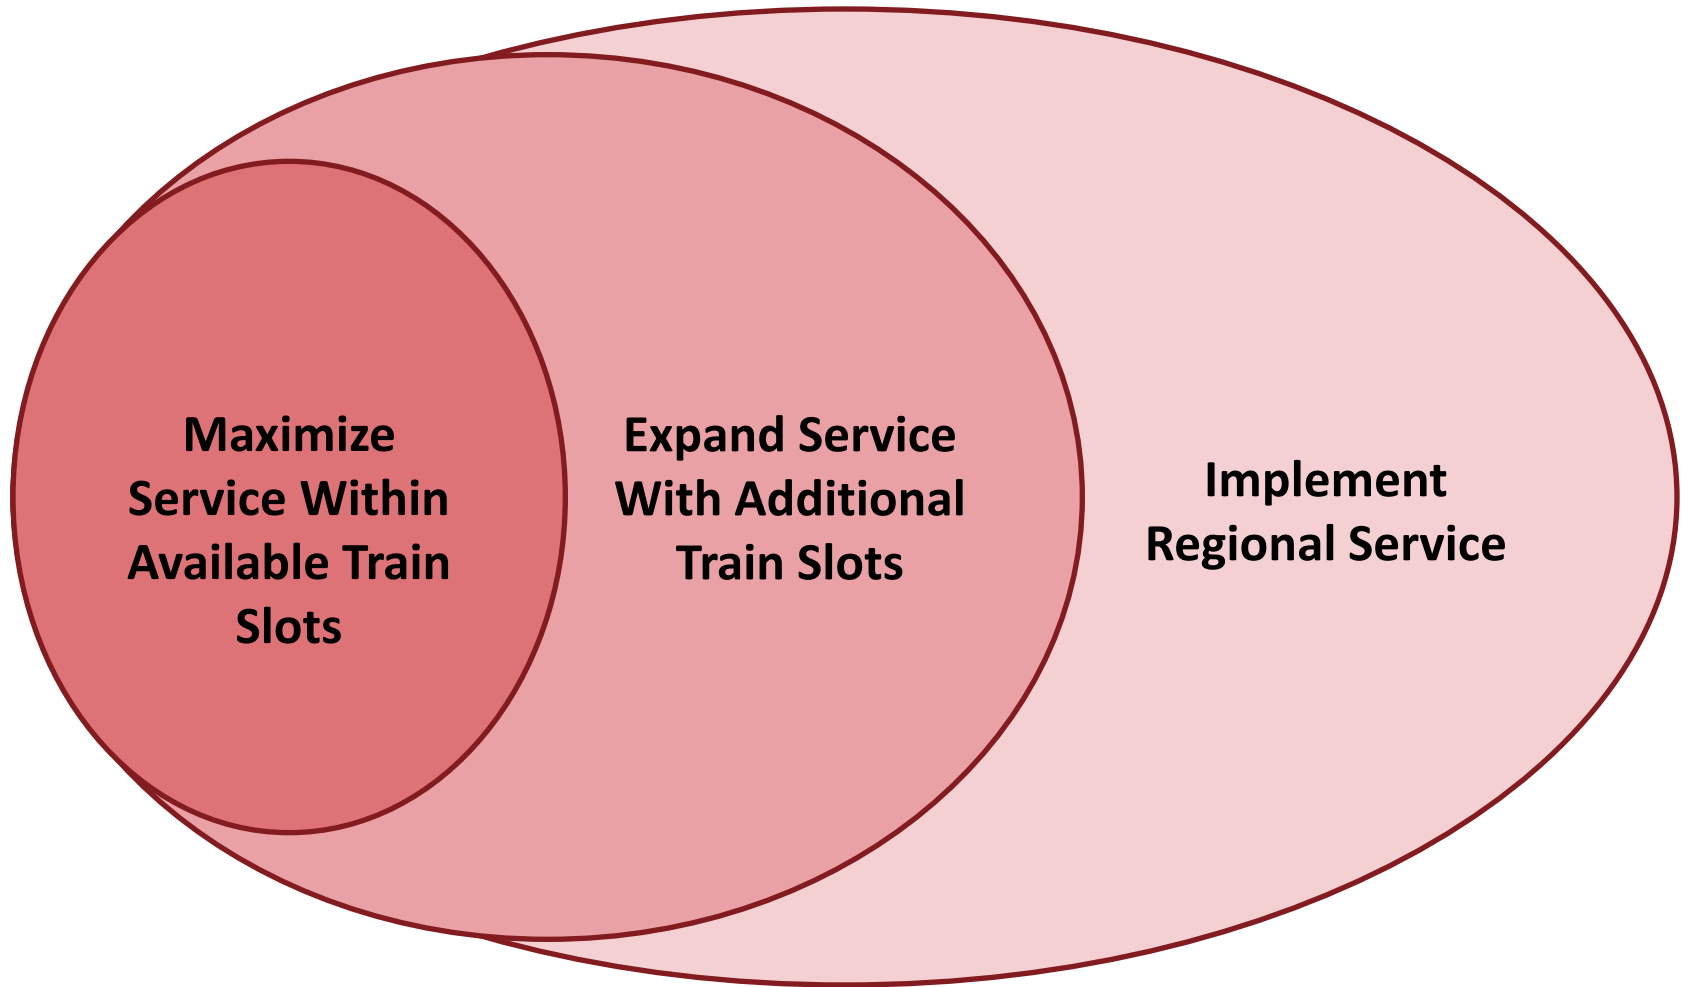 Maximize
Service Within
Available Train
Slots
Expand Service
With Additional
Train Slots
Implement
Regional Service